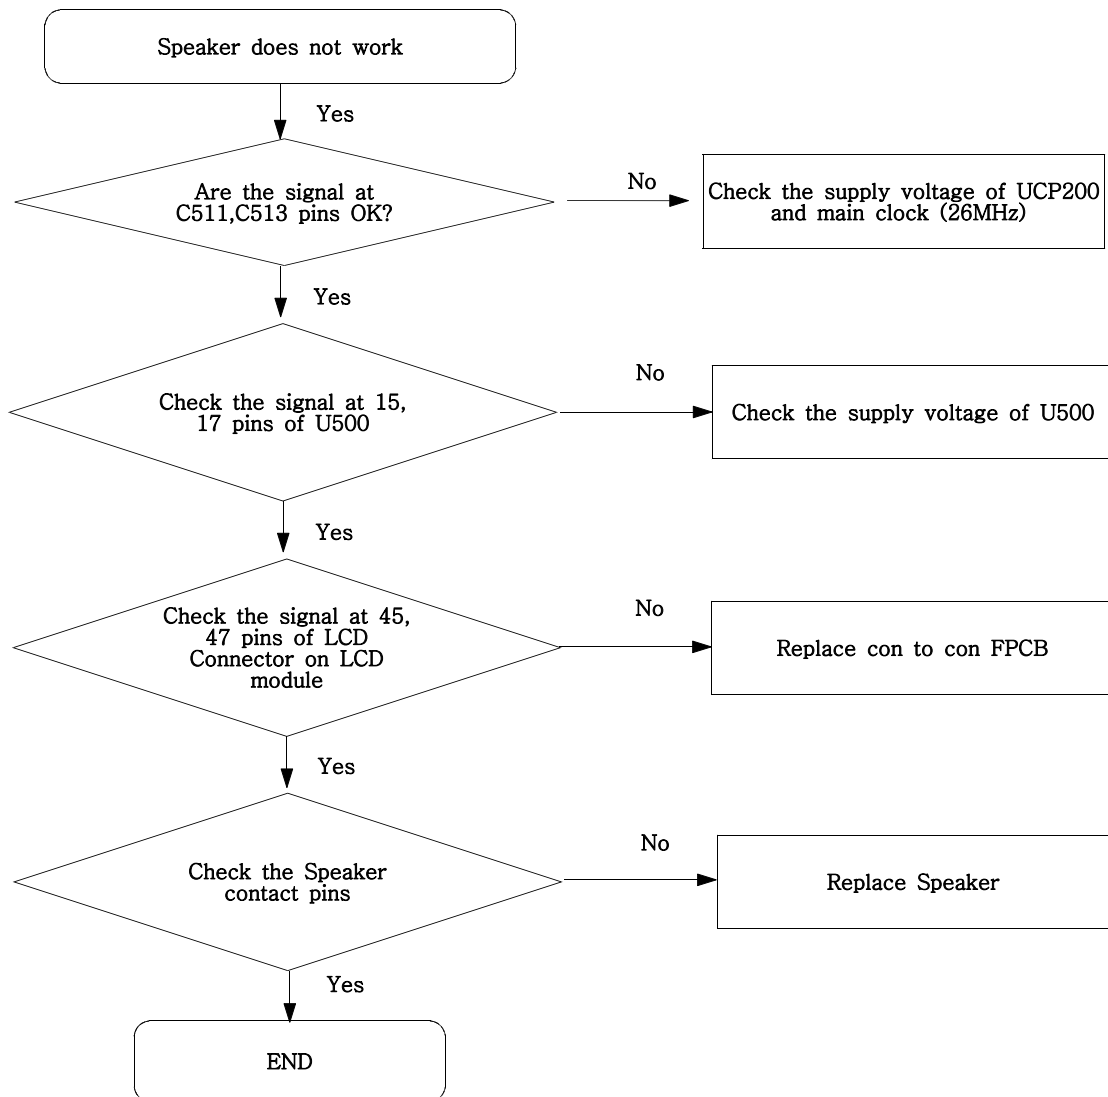 Speaker does not work
Yes
Are the signal at
C511,C513 pins OK?
No
Check the supply voltage of UCP200
and main clock (26MHz)
Yes
Check the signal at 15,
17 pins of U500
No
Check the supply voltage of U500
Yes
Check the signal at 45,
47 pins of LCD
Connector on LCD
module
No
Replace con to con FPCB
Yes
Check the Speaker
contact pins
No
Replace Speaker
Yes
END